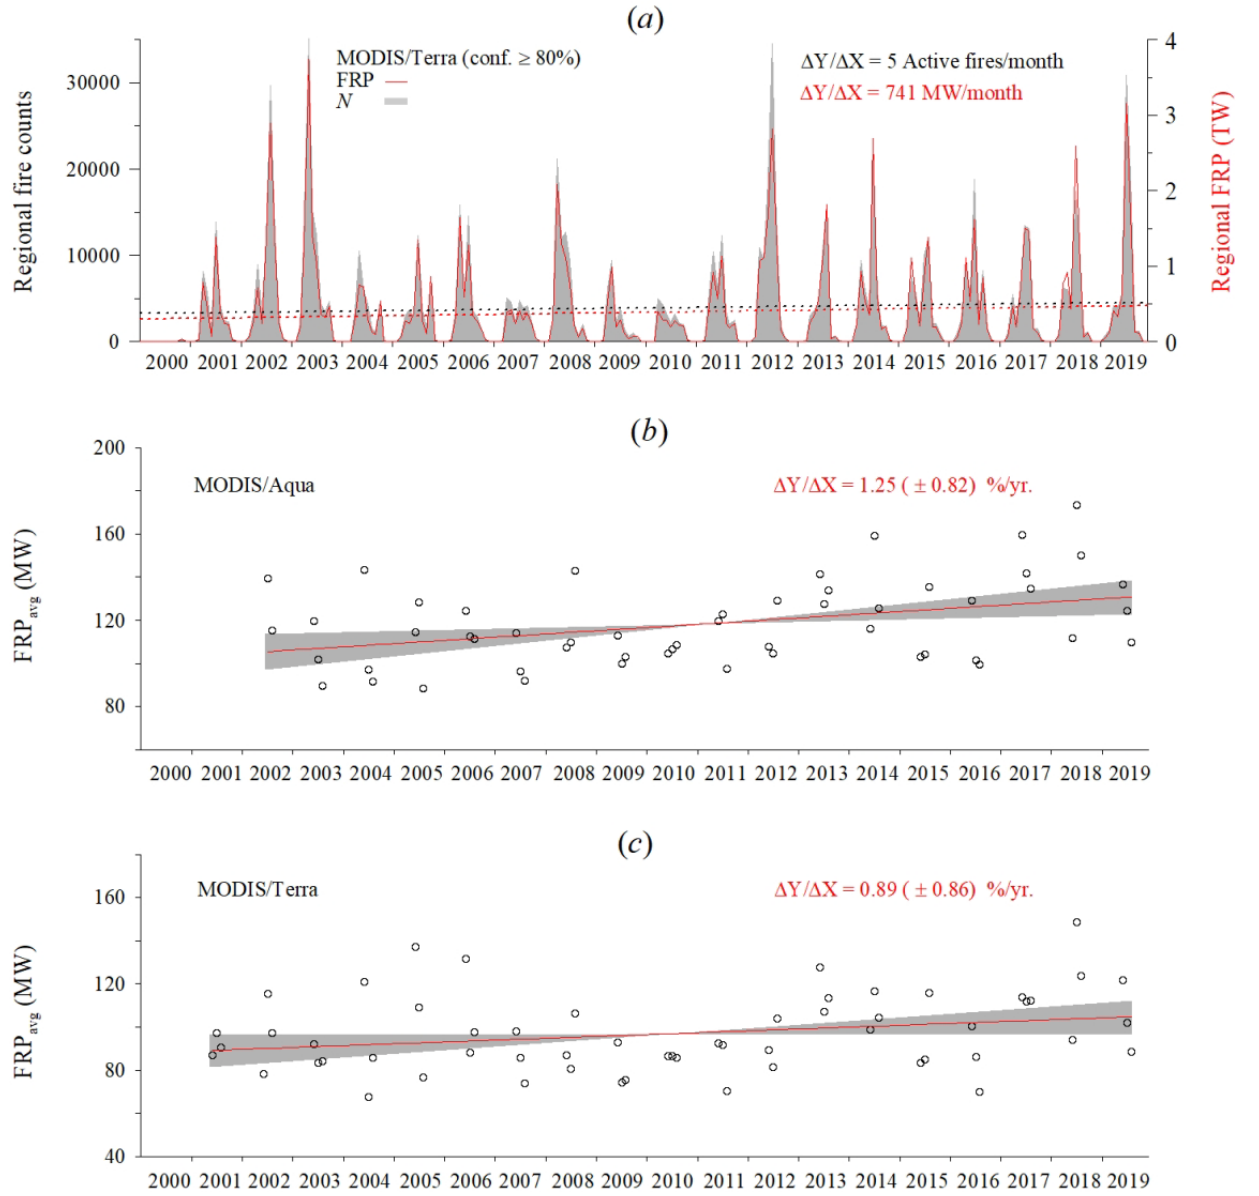 (a)
MODIS/Terra (conf. ≥ 80%)
FRP
N
ΔY/ΔX = 5 Active fires/month
ΔY/ΔX = 741 MW/month
Regional fire counts
30000
20000
10000
0
Regional FRP (TW)
4
3
2
1
0
2000 2001 2002 2003 2004 2005 2006 2007 2008 2009 2010 2011 2012 2013 2014 2015 2016 2017 2018 2019
(b)
MODIS/Aqua
ΔY/ΔX = 1.25 ( ± 0.82) %/yr.
FRPavg (MW)
200
160
120
80
2000 2001 2002 2003 2004 2005 2006 2007 2008 2009 2010 2011 2012 2013 2014 2015 2016 2017 2018 2019
(c)
MODIS/Terra
ΔY/ΔX = 0.89 ( ± 0.86) %/yr.
FRPavg (MW)
160
120
80
40
2000 2001 2002 2003 2004 2005 2006 2007 2008 2009 2010 2011 2012 2013 2014 2015 2016 2017 2018 2019